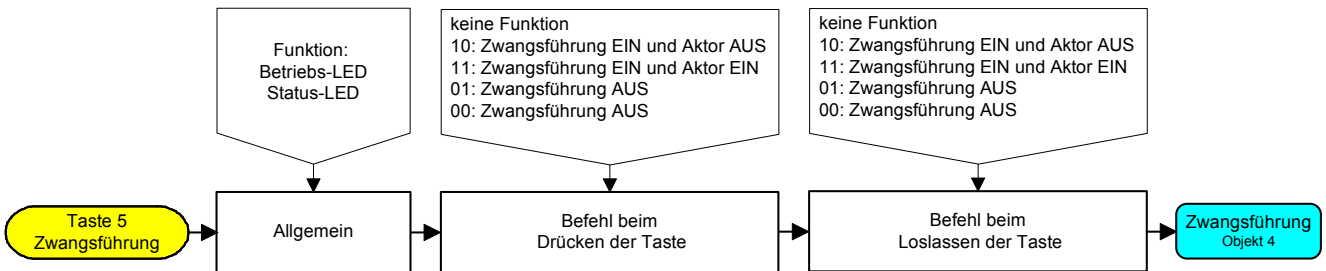 Funktion:
Betriebs-LED
Status-LED
keine Funktion
10: Zwangsführung EIN und Aktor AUS
11: Zwangsführung EIN und Aktor EIN
01: Zwangsführung AUS
00: Zwangsführung AUS
keine Funktion
10: Zwangsführung EIN und Aktor AUS
11: Zwangsführung EIN und Aktor EIN
01: Zwangsführung AUS
00: Zwangsführung AUS
Taste 5
Zwangsführung
Allgemein
Befehl beim
Drücken der Taste
Befehl beim
Loslassen der Taste
Zwangsführung
Objekt 4